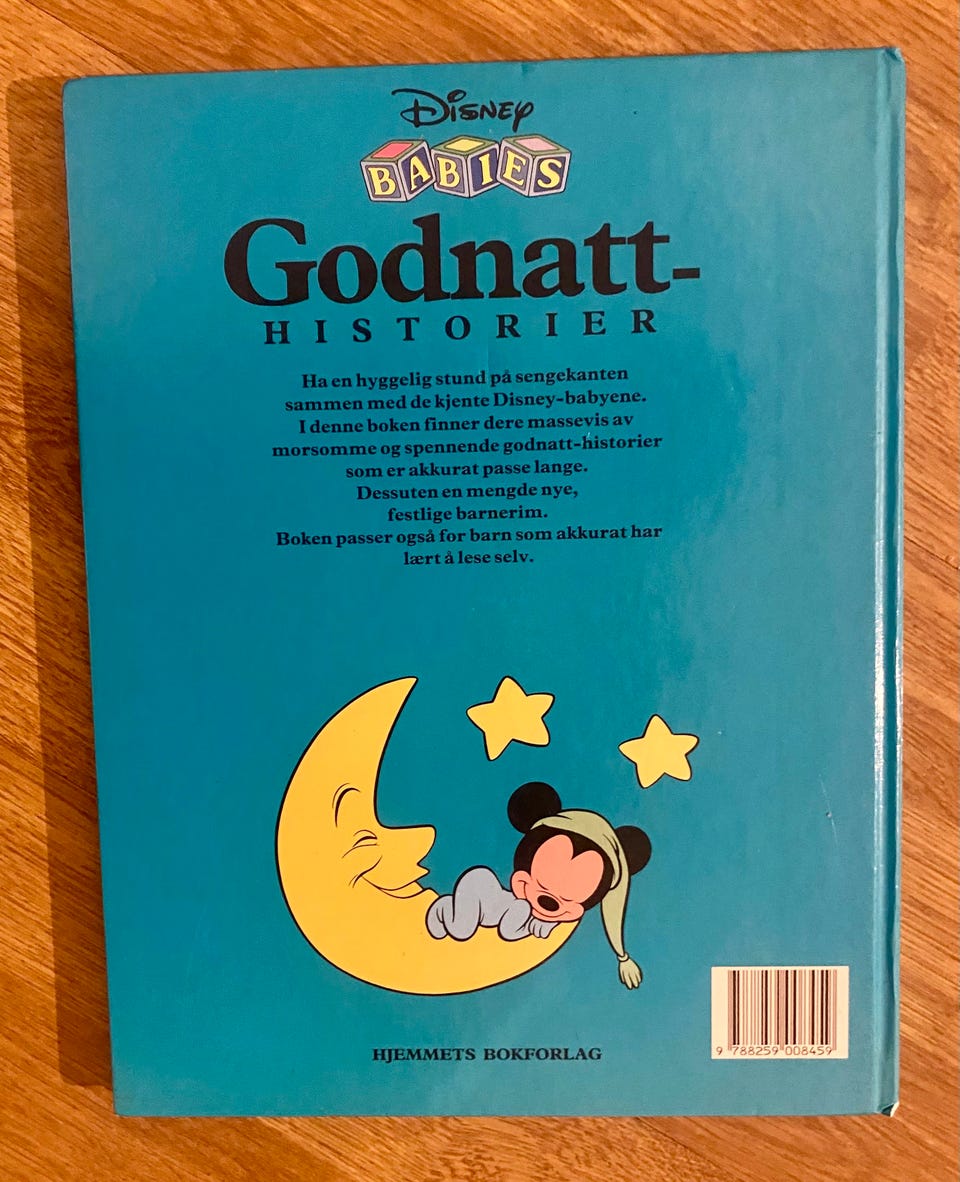 Disney
BABIES
Godnatt-
HISTORIER
Ha en hyggelig stund på sengekanten
sammen med de kjente Disney-babyene.
I denne boken finner dere massevis av
morsomme og spennende godnatt-historier
som er akkurat passe lange.
Dessuten en mengde nye,
festlige barnerim.
Boken passer også for barn som akkurat har
lært å lese selv.
HJEMMETS BOKFORLAG
9 788259 008459